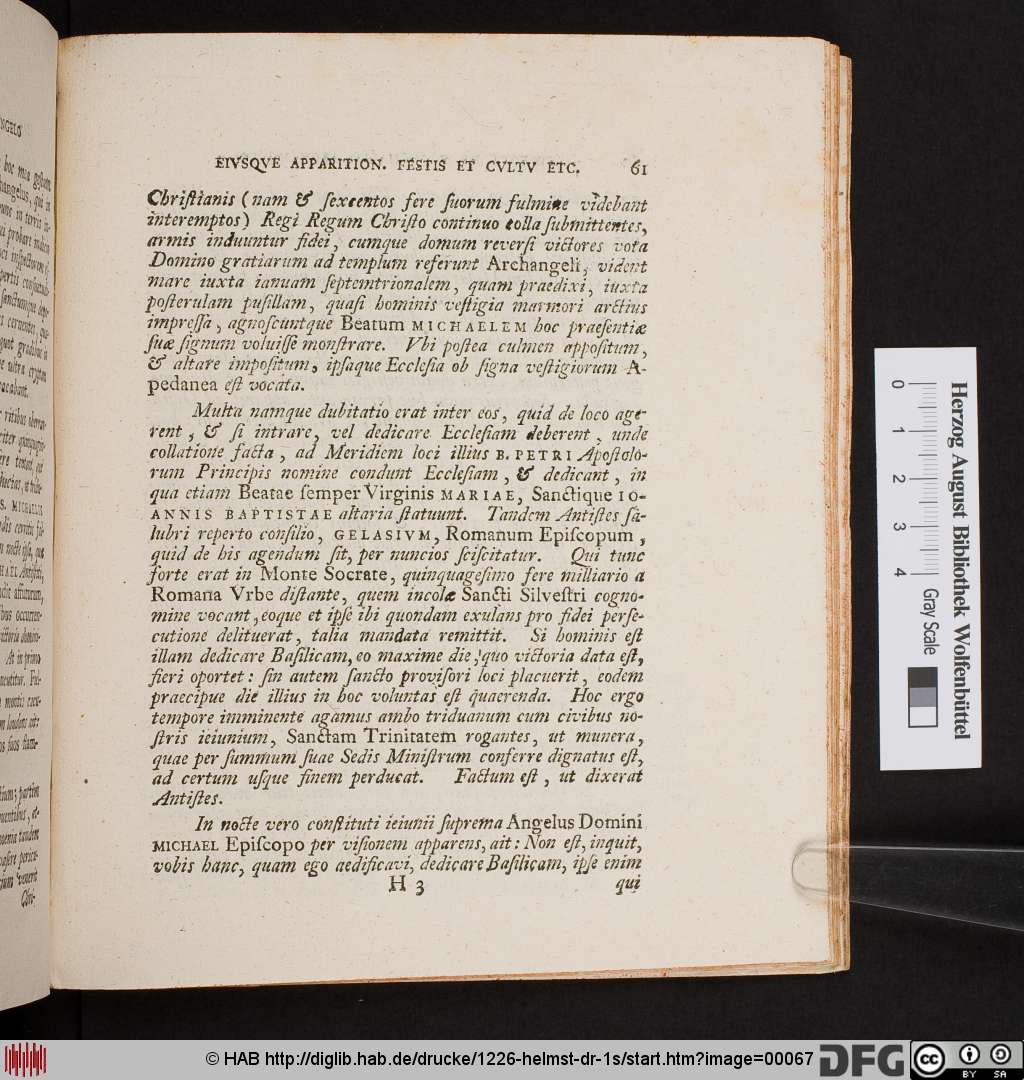 EIVSQVE APPARITION. FESTIS ET CVLTV ETC. 61
Chriſtianis (nam & ſexcentos fere ſuorum fulmine videbant
interemptos) Regi Regum Chriſto continuo colla ſubmittentes,
armis induuntur fidei, cumque domum reverſi victores vota
Domino gratiarum ad templum referunt Archangeli, vident
mare iuxta ianuam ſeptemtrionalem, quam praedixi, iuxta
poſterulam puſillam, quaſi hominis veſtigia marmori arctius
impreſſa, agnoſcuntque Beatum MICHAELEM hoc praeſentiæ
ſuæ ſignum voluiſſe monſtrare. Vbi poſtea culmen appoſitum,
& altare impoſitum, ipſaque Eccleſia ob ſigna veſtigiorum A-
pedanea eſt vocata.
Multa namque dubitatio erat inter eos, quid de loco age-
rent, & ſi intrare, vel dedicare Eccleſiam deberent, unde
collatione facta, ad Meridiem loci illius B. PETRI Apoſtolo-
rum Principis nomine condunt Eccleſiam, & dedicant, in
qua etiam Beatae ſemper Virginis MARIAE, Sanctique IO-
ANNIS BAPTISTAE altaria ſtatuunt. Tandem Antiſtes ſa-
lubri reperto conſilio, GELASIVM, Romanum Epiſcopum,
quid de his agendum ſit, per nuncios ſciſcitatur. Qui tunc
forte erat in Monte Socrate, quinquageſimo fere milliario a
Romana Vrbe diſtante, quem incolæ Sancti Silveſtri cogno-
mine vocant, eoque et ipſe ibi quondam exulans pro fidei perſe-
cutione delituerat, talia mandata remittit. Si hominis eſt
illam dedicare Baſilicam, eo maxime die, quo victoria data eſt,
fieri oportet: ſin autem ſancto proviſori loci placuerit, eodem
praecipue die illius in hoc voluntas eſt quaerenda. Hoc ergo
tempore imminente agamus ambo triduanum cum civibus no-
ſtris ieiunium, Sanctam Trinitatem rogantes, ut munera,
quae per ſummum ſuae Sedis Miniſtrum conferre dignatus eſt,
ad certum uſque finem perducat. Factum eſt, ut dixerat
Antiſtes.
In nocte vero conſtituti ieiunii ſuprema Angelus Domini
MICHAEL Epiſcopo per viſionem apparens, ait: Non eſt, inquit,
vobis hanc, quam ego aedificavi, dedicare Baſilicam, ipſe enim
H 3 qui
Herzog August Bibliothek Wolfenbüttel
0 1 2 3 4 Gray Scale
© HAB http://diglib.hab.de/drucke/1226-helmst-dr-1s/start.htm?image=00067 DFG cc BY SA